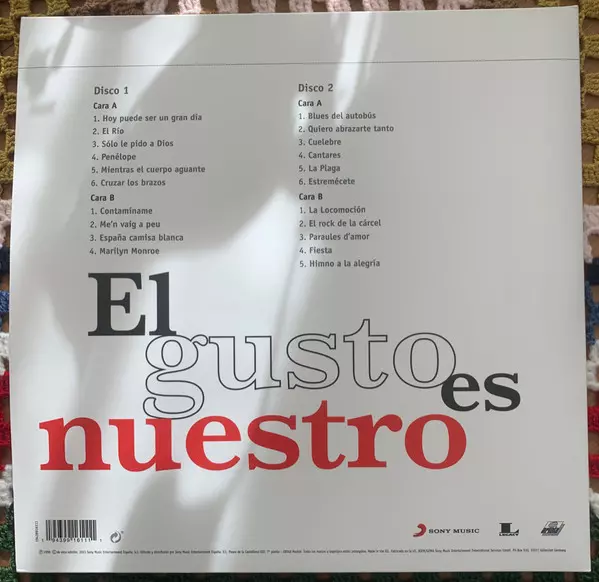 Disco 1
Cara A
1. Hoy puede ser un gran día
2. El Río
3. Sólo le pido a Dios
4. Penélope
5. Mientras el cuerpo aguante
6. Cruzar los brazos
Cara B
1. Contamíname
2. Me'n vaig a peu
3. España camisa blanca
4. Marilyn Monroe
Disco 2
Cara A
1. Blues del autobús
2. Quiero abrazarte tanto
3. Cuelebre
4. Cantares
5. La Plaga
6. Estremécete
Cara B
1. La Locomoción
2. El rock de la cárcel
3. Paraules d'amor
4. Fiesta
5. Himno a la alegría
El
gusto
es
nuestro
SONY MUSIC
LEGACY